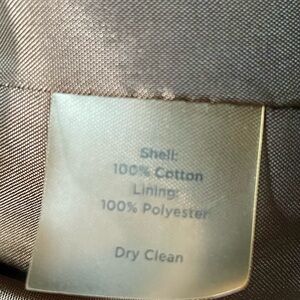 Shell:
100% Cotton
Lining:
100% Polyester
Dry Clean